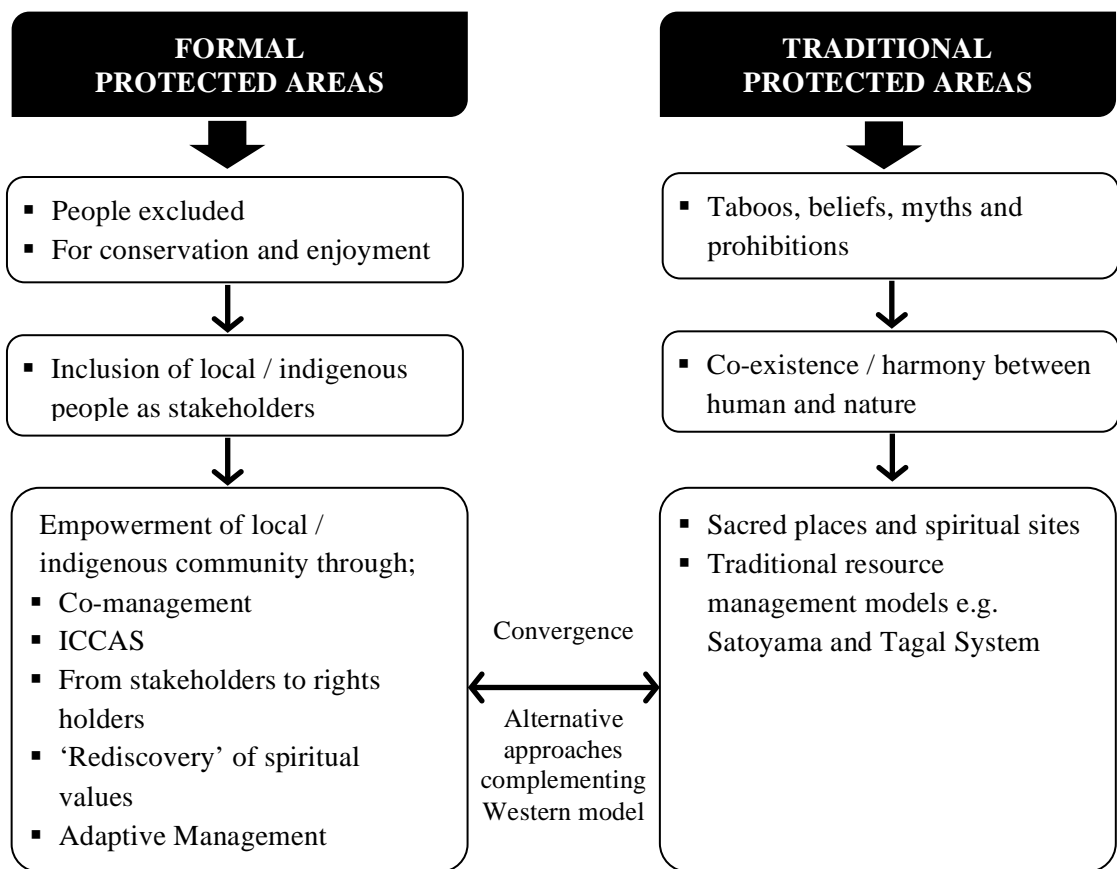 FORMAL
PROTECTED AREAS
▪ People excluded
▪ For conservation and enjoyment
▪ Inclusion of local / indigenous
people as stakeholders
Empowerment of local /
indigenous community through;
▪ Co-management
▪ ICCAS
▪ From stakeholders to rights
holders
▪ ‘Rediscovery’ of spiritual
values
▪ Adaptive Management
Convergence
Alternative
approaches
complementing
Western model
TRADITIONAL
PROTECTED AREAS
▪ Taboos, beliefs, myths and
prohibitions
▪ Co-existence / harmony between
human and nature
▪ Sacred places and spiritual sites
▪ Traditional resource
management models e.g.
Satoyama and Tagal System